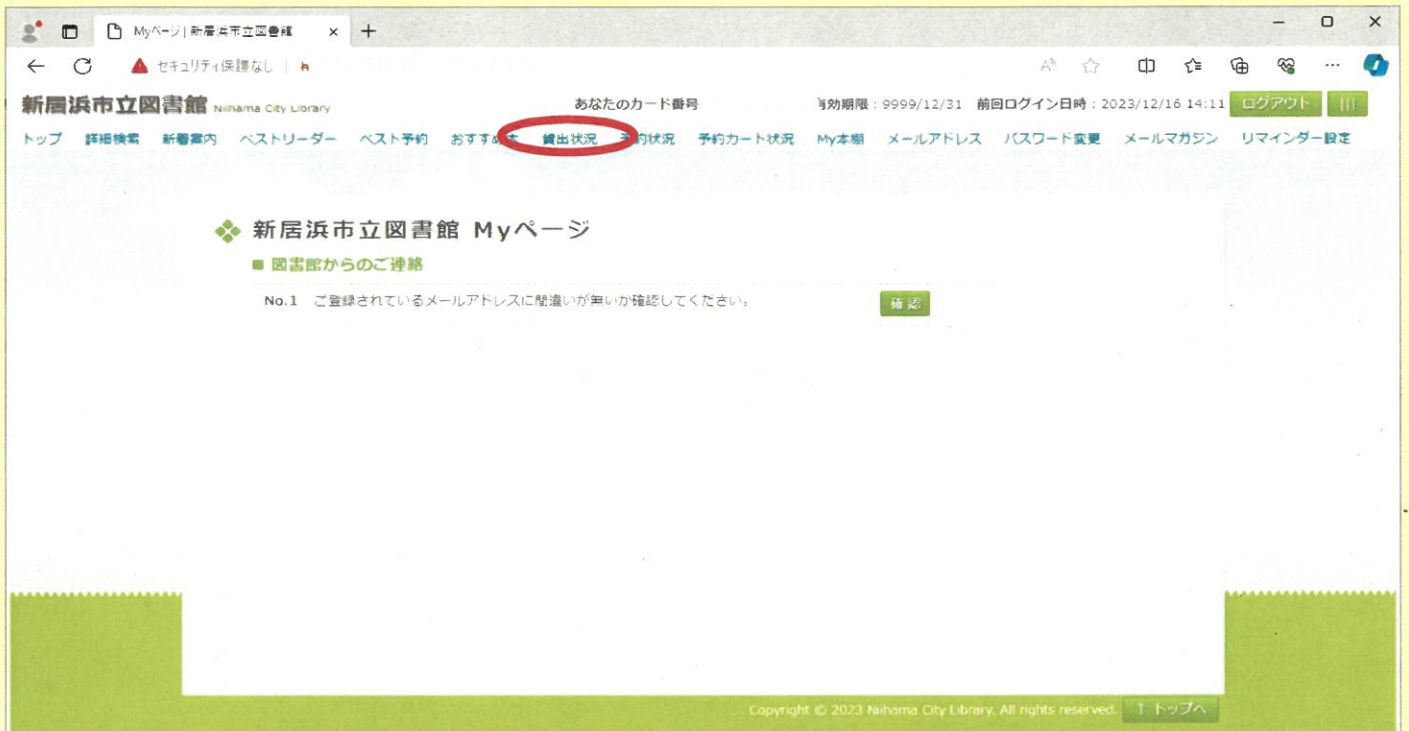 Myページ | 新居浜市立図書館
セキュリティ保護なし
新居浜市立図書館 Niihama City Library
あなたのカード番号 有効期限：9999/12/31 前回ログイン日時：2023/12/16 14:11 ログアウト
トップ 詳細検索 新着案内 ベストリーダー ベスト予約 おすすめ本 貸出状況 予約状況 予約カート状況 My本棚 メールアドレス パスワード変更 メールマガジン リマインダー設定
新居浜市立図書館 Myページ
図書館からのご連絡
No.1 ご登録されているメールアドレスに間違いが無いか確認してください。 確認
Copyright © 2023 Niihama City Library. All rights reserved. ↑ トップへ